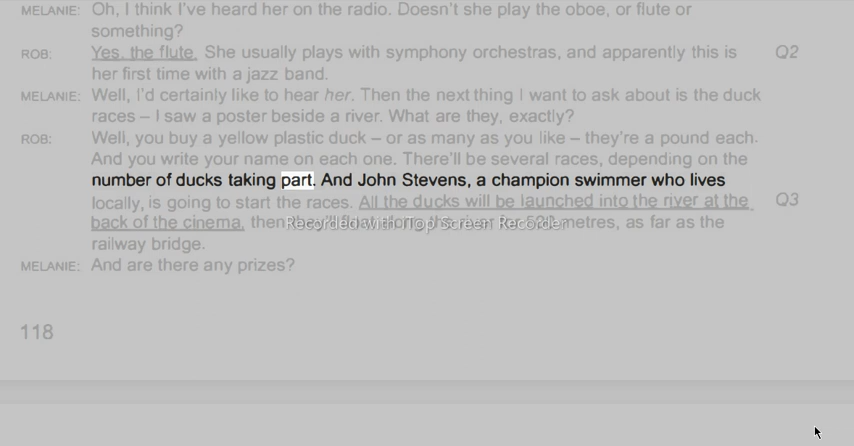 MELANIE: Oh, I think I've heard her on the radio. Doesn't she play the oboe, or flute or
something?
ROB: Yes, the flute. She usually plays with symphony orchestras, and apparently this is Q2
her first time with a jazz band.
MELANIE: Well, I'd certainly like to hear her. Then the next thing I want to ask about is the duck
races – I saw a poster beside a river. What are they, exactly?
ROB: Well, you buy a yellow plastic duck – or as many as you like – they're a pound each.
And you write your name on each one. There'll be several races, depending on the
number of ducks taking part. And John Stevens, a champion swimmer who lives
locally, is going to start the races. All the ducks will be launched into the river at the Q3
back of the cinema, then metres, as far as the
Recorded with iTop Screen Recorder
railway bridge.
MELANIE: And are there any prizes?
118